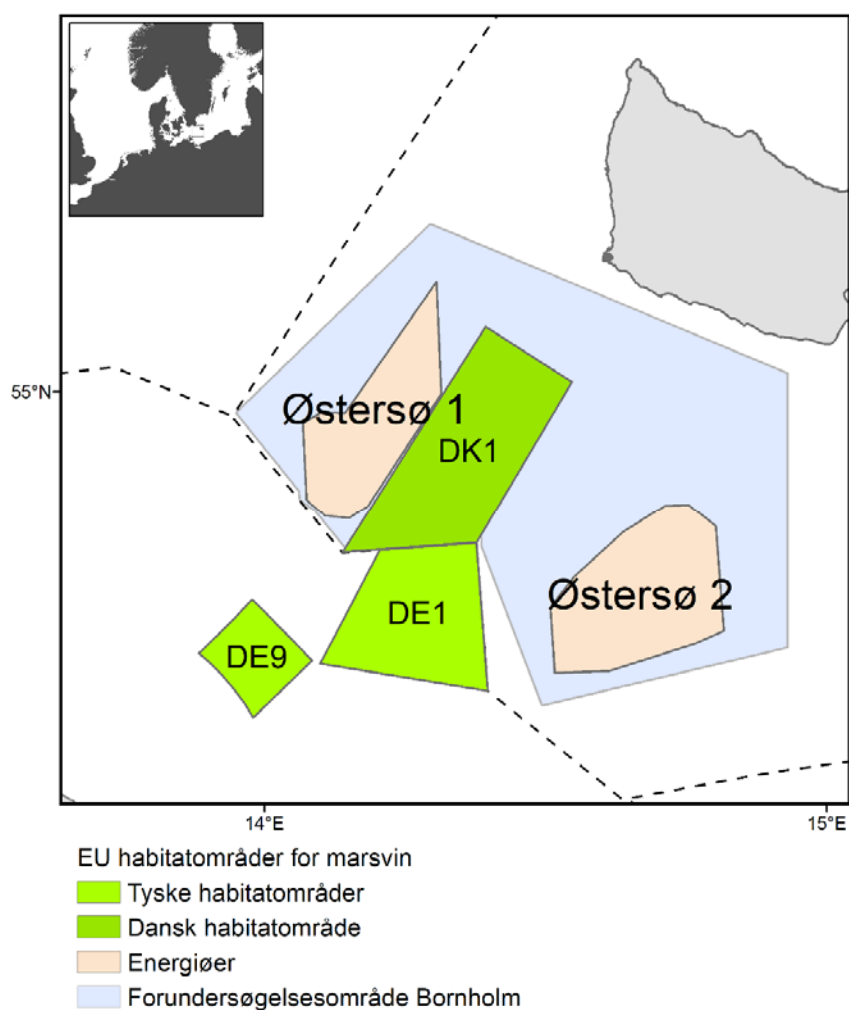 55°N
Østersø 1
DK1
Østersø 2
DE1
DE9
14°E
15°E
EU habitatområder for marsvin
Tyske habitatområder
Dansk habitatområde
Energiøer
Forundersøgelsesområde Bornholm